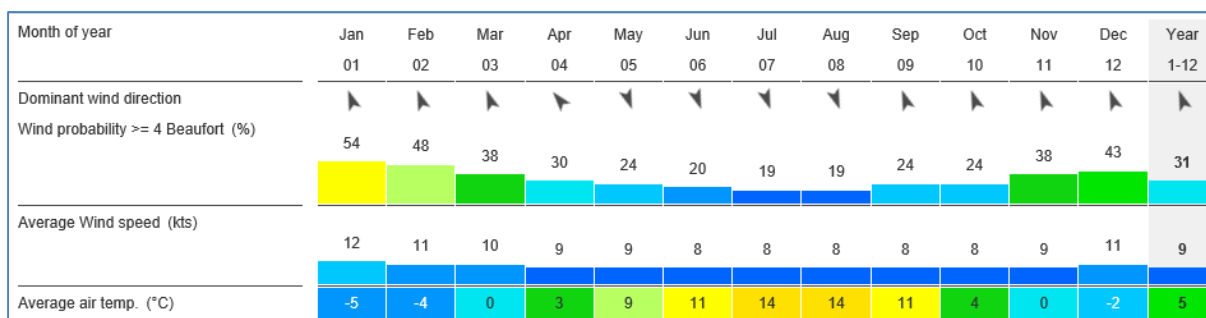 Month of year Jan Feb Mar Apr May Jun Jul Aug Sep Oct Nov Dec Year
01 02 03 04 05 06 07 08 09 10 11 12 1-12
Dominant wind direction
Wind probability >= 4 Beaufort (%)
54 48 38 30 24 20 19 19 24 24 38 43 31
Average Wind speed (kts)
12 11 10 9 9 8 8 8 8 8 9 11 9
Average air temp. (°C) -5 -4 0 3 9 11 14 14 11 4 0 -2 5